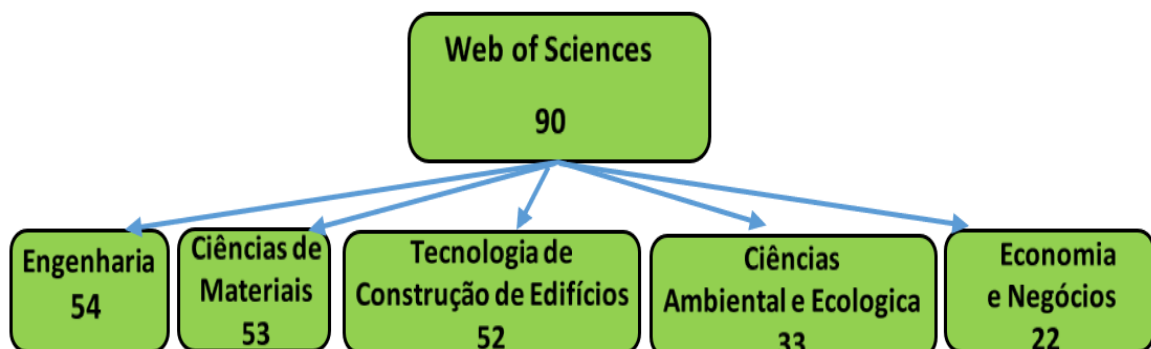 Web of Sciences
90
Engenharia
54
Ciências de
Materiais
53
Tecnologia de
Construção de Edifícios
52
Ciências
Ambiental e Ecologica
33
Economia
e Negócios
22